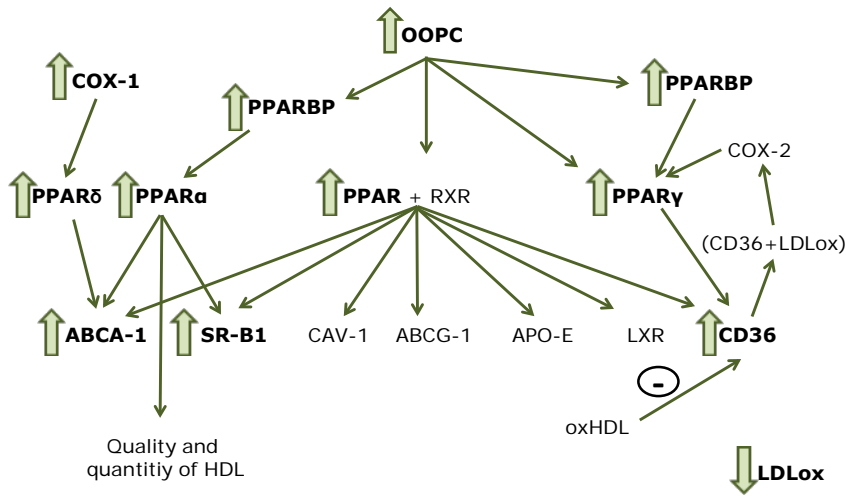 OOPC
COX-1
PPARBP
PPARBP
COX-2
PPARδ
PPARα
PPAR + RXR
PPARγ
(CD36+LDLox)
ABCA-1
SR-B1
CAV-1
ABCG-1
APO-E
LXR
CD36
-
oxHDL
Quality and
quantitiy of HDL
LDLox